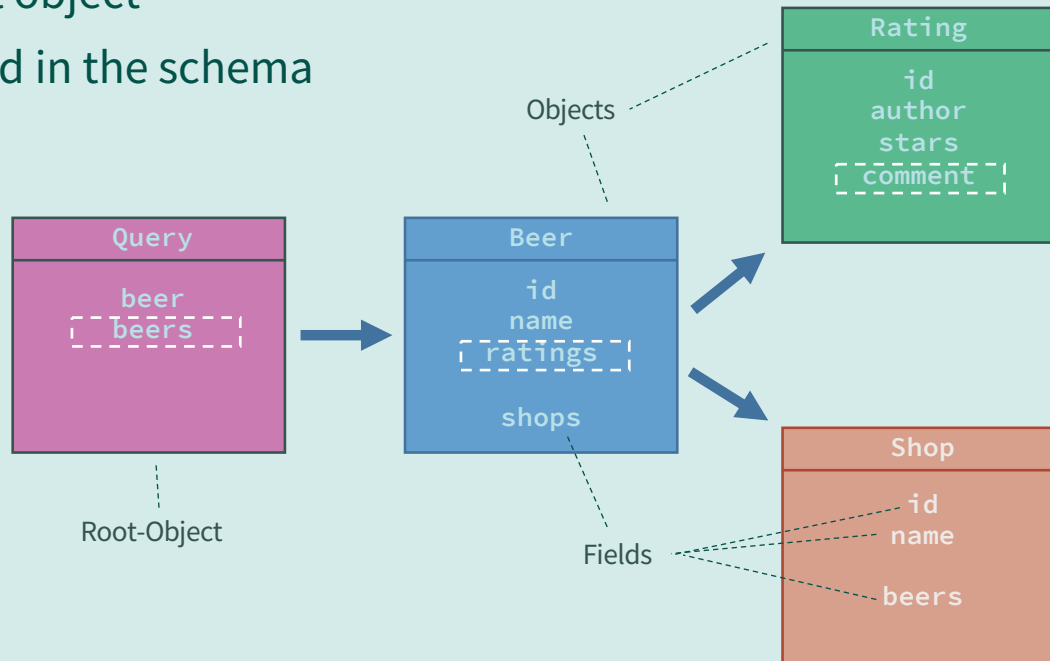 object
d in the schema
Rating
id
author
stars
comment
Objects
Query
beer
beers
Beer
id
name
ratings
shops
Shop
id
name
beers
Root-Object
Fields